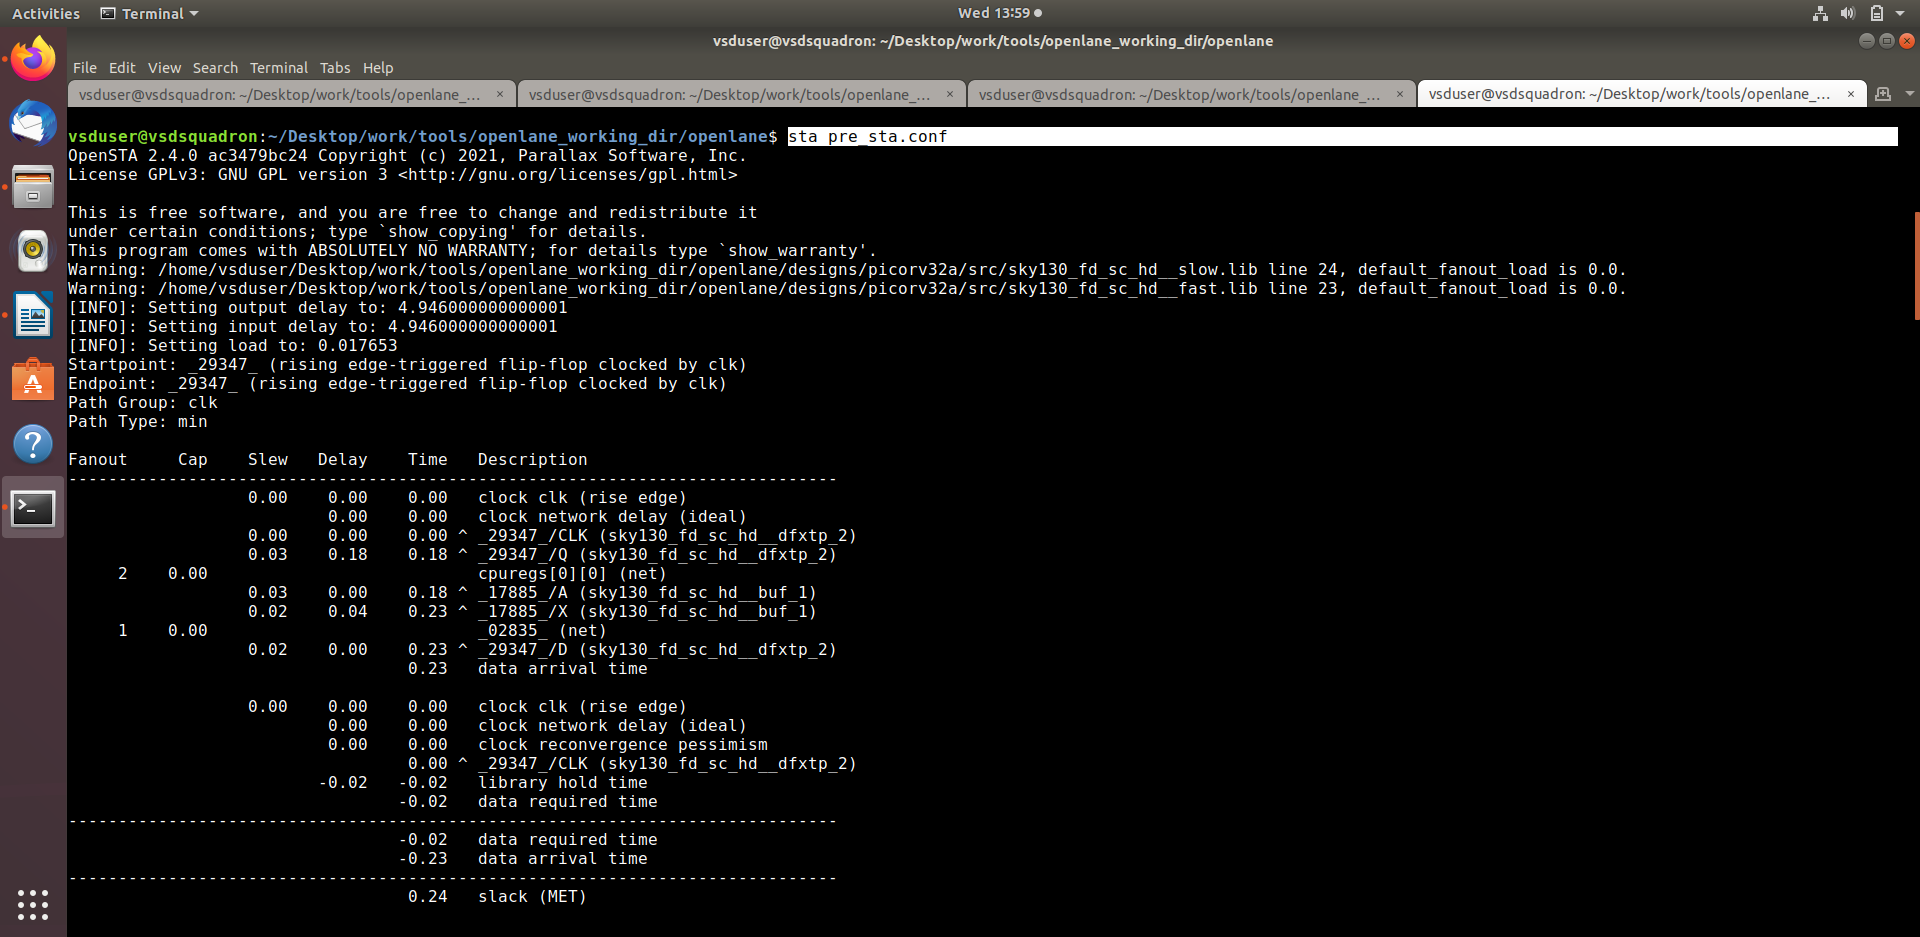 Activities Terminal Wed 13:59
vsduser@vsdsquadron: ~/Desktop/work/tools/openlane_working_dir/openlane
File Edit View Search Terminal Tabs Help
vsduser@vsdsquadron: ~/Desktop/work/tools/openlane_... × vsduser@vsdsquadron: ~/Desktop/work/tools/openlane_... × vsduser@vsdsquadron: ~/Desktop/work/tools/openlane_... × vsduser@vsdsquadron: ~/Desktop/work/tools/openlane_... ×
vsduser@vsdsquadron:~/Desktop/work/tools/openlane_working_dir/openlane$ sta pre_sta.conf
OpenSTA 2.4.0 ac3479bc24 Copyright (c) 2021, Parallax Software, Inc.
License GPLv3: GNU GPL version 3 <http://gnu.org/licenses/gpl.html>
This is free software, and you are free to change and redistribute it
under certain conditions; type `show_copying' for details.
This program comes with ABSOLUTELY NO WARRANTY; for details type `show_warranty'.
Warning: /home/vsduser/Desktop/work/tools/openlane_working_dir/openlane/designs/picorv32a/src/sky130_fd_sc_hd__slow.lib line 24, default_fanout_load is 0.0.
Warning: /home/vsduser/Desktop/work/tools/openlane_working_dir/openlane/designs/picorv32a/src/sky130_fd_sc_hd__fast.lib line 23, default_fanout_load is 0.0.
[INFO]: Setting output delay to: 4.946000000000001
[INFO]: Setting input delay to: 4.946000000000001
[INFO]: Setting load to: 0.017653
Startpoint: _29347_ (rising edge-triggered flip-flop clocked by clk)
Endpoint: _29347_ (rising edge-triggered flip-flop clocked by clk)
Path Group: clk
Path Type: min
Fanout Cap Slew Delay Time Description
-----------------------------------------------------------------------------
0.00 0.00 0.00 clock clk (rise edge)
0.00 0.00 clock network delay (ideal)
0.00 0.00 0.00 ^ _29347_/CLK (sky130_fd_sc_hd__dfxtp_2)
0.03 0.18 0.18 ^ _29347_/Q (sky130_fd_sc_hd__dfxtp_2)
2 0.00 cpuregs[0][0] (net)
0.03 0.00 0.18 ^ _17885_/A (sky130_fd_sc_hd__buf_1)
0.02 0.04 0.23 ^ _17885_/X (sky130_fd_sc_hd__buf_1)
1 0.00 _02835_ (net)
0.02 0.00 0.23 ^ _29347_/D (sky130_fd_sc_hd__dfxtp_2)
0.23 data arrival time
0.00 0.00 0.00 clock clk (rise edge)
0.00 0.00 clock network delay (ideal)
0.00 0.00 clock reconvergence pessimism
0.00 ^ _29347_/CLK (sky130_fd_sc_hd__dfxtp_2)
-0.02 -0.02 library hold time
-0.02 data required time
-----------------------------------------------------------------------------
-0.02 data required time
-0.23 data arrival time
-----------------------------------------------------------------------------
0.24 slack (MET)